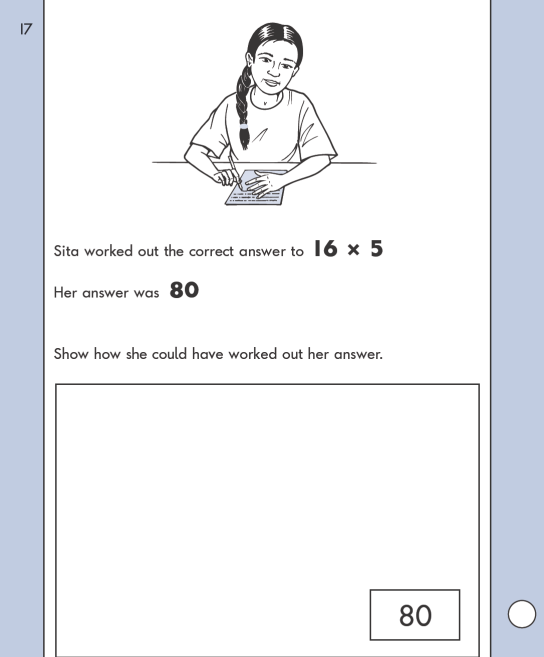 17
Sita worked out the correct answer to 16 × 5
Her answer was 80
Show how she could have worked out her answer.
80